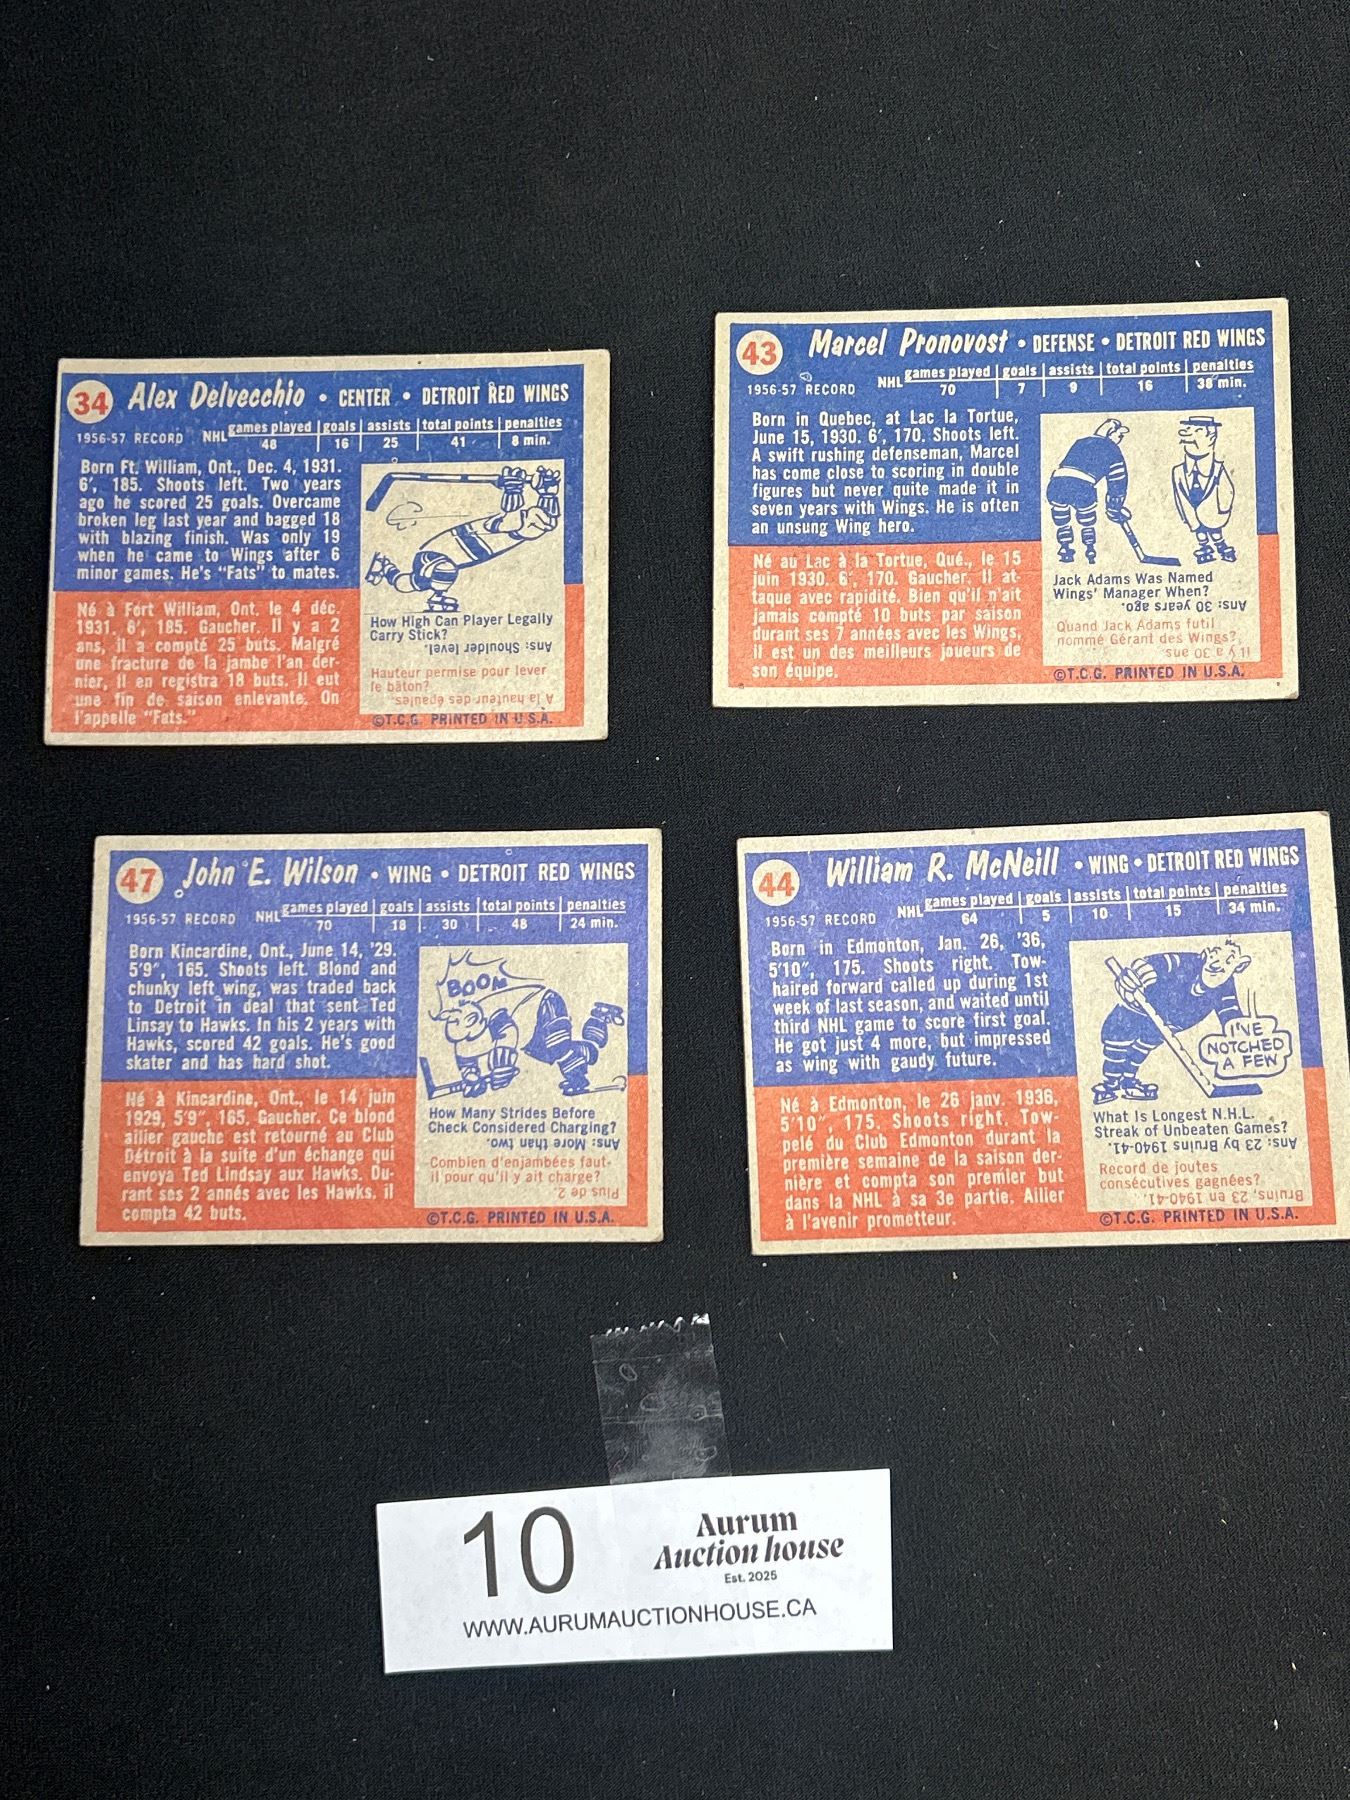 34 Alex Delvecchio • CENTER • DETROIT RED WINGS
1956-57 RECORD NHL games played goals assists total points penalties
48 16 25 41 8 min.
Born Ft. William, Ont., Dec. 4, 1931.
6', 185. Shoots left. Two years
ago he scored 25 goals. Overcame
broken leg last year and bagged 18
with blazing finish. Was only 19
when he came to Wings after 6
minor games. He's "Fats" to mates.
Né à Fort William, Ont. le 4 déc.
1931. 6', 185. Gaucher. Il y a 2
ans, il a compté 25 buts. Malgré
une fracture de la jambe l'an der-
nier, il en registra 18 buts. Il eut
une fin de saison enlevante. On
l'appelle "Fats."
How High Can Player Legally
Carry Stick?
Ans: Shoulder level.
Hauteur permise pour lever
le bâton?
A la hauteur des épaules.
©T.C.G. PRINTED IN U.S.A.
43 Marcel Pronovost • DEFENSE • DETROIT RED WINGS
1956-57 RECORD NHL games played goals assists total points penalties
70 7 9 16 38 min.
Born in Quebec, at Lac la Tortue,
June 15, 1930. 6', 170. Shoots left.
A swift rushing defenseman, Marcel
has come close to scoring in double
figures but never quite made it in
seven years with Wings. He is often
an unsung Wing hero.
Né au Lac à la Tortue, Qué., le 15
juin 1930. 6', 170. Gaucher. Il at-
taque avec rapidité. Bien qu'il n'ait
jamais compté 10 buts par saison
durant ses 7 années avec les Wings,
il est un des meilleurs joueurs de
son équipe.
Jack Adams Was Named
Wings' Manager When?
Ans: 30 years ago.
Quand Jack Adams futil
nommé Gérant des Wings?
Il y a 30 ans
©T.C.G. PRINTED IN U.S.A.
47 John E. Wilson • WING • DETROIT RED WINGS
1956-57 RECORD NHL games played goals assists total points penalties
70 18 30 48 24 min.
Born Kincardine, Ont., June 14, '29.
5'9", 165. Shoots left. Blond and
chunky left wing, was traded back
to Detroit in deal that sent Ted
Linsay to Hawks. In his 2 years with
Hawks, scored 42 goals. He's good
skater and has hard shot.
Né à Kincardine, Ont., le 14 juin
1929, 5'9", 165. Gaucher. Ce blond
ailier gauche est retourné au Club
Détroit à la suite d'un échange qui
envoya Ted Lindsay aux Hawks. Du-
rant ses 2 annés avec les Hawks, il
compta 42 buts.
BOOM
How Many Strides Before
Check Considered Charging?
Ans: More than two.
Combien d'enjambées faut-
il pour qu'il y ait charge?
Plus de 2.
©T.C.G. PRINTED IN U.S.A.
44 William R. McNeill • WING • DETROIT RED WINGS
1956-57 RECORD NHL games played goals assists total points penalties
64 5 10 15 34 min.
Born in Edmonton, Jan. 26, '36,
5'10", 175. Shoots right. Tow-
haired forward called up during 1st
week of last season, and waited until
third NHL game to score first goal.
He got just 4 more, but impressed
as wing with gaudy future.
Né à Edmonton, le 26 janv. 1936,
5'10", 175. Shoots right. Tow-
pelé du Club Edmonton durant la
première semaine de la saison der-
nière et compta son premier but
dans la NHL à sa 3e partie. Ailier
à l'avenir prometteur.
I'VE
NOTCHED
A FEW
What Is Longest N.H.L.
Streak of Unbeaten Games?
Ans: 23 by Bruins 1940-41.
Record de joutes
consécutives gagnées?
Bruins, 23 en 1940-41.
©T.C.G. PRINTED IN U.S.A.
10
Aurum
Auction house
Est. 2025
WWW.AURUMAUCTIONHOUSE.CA